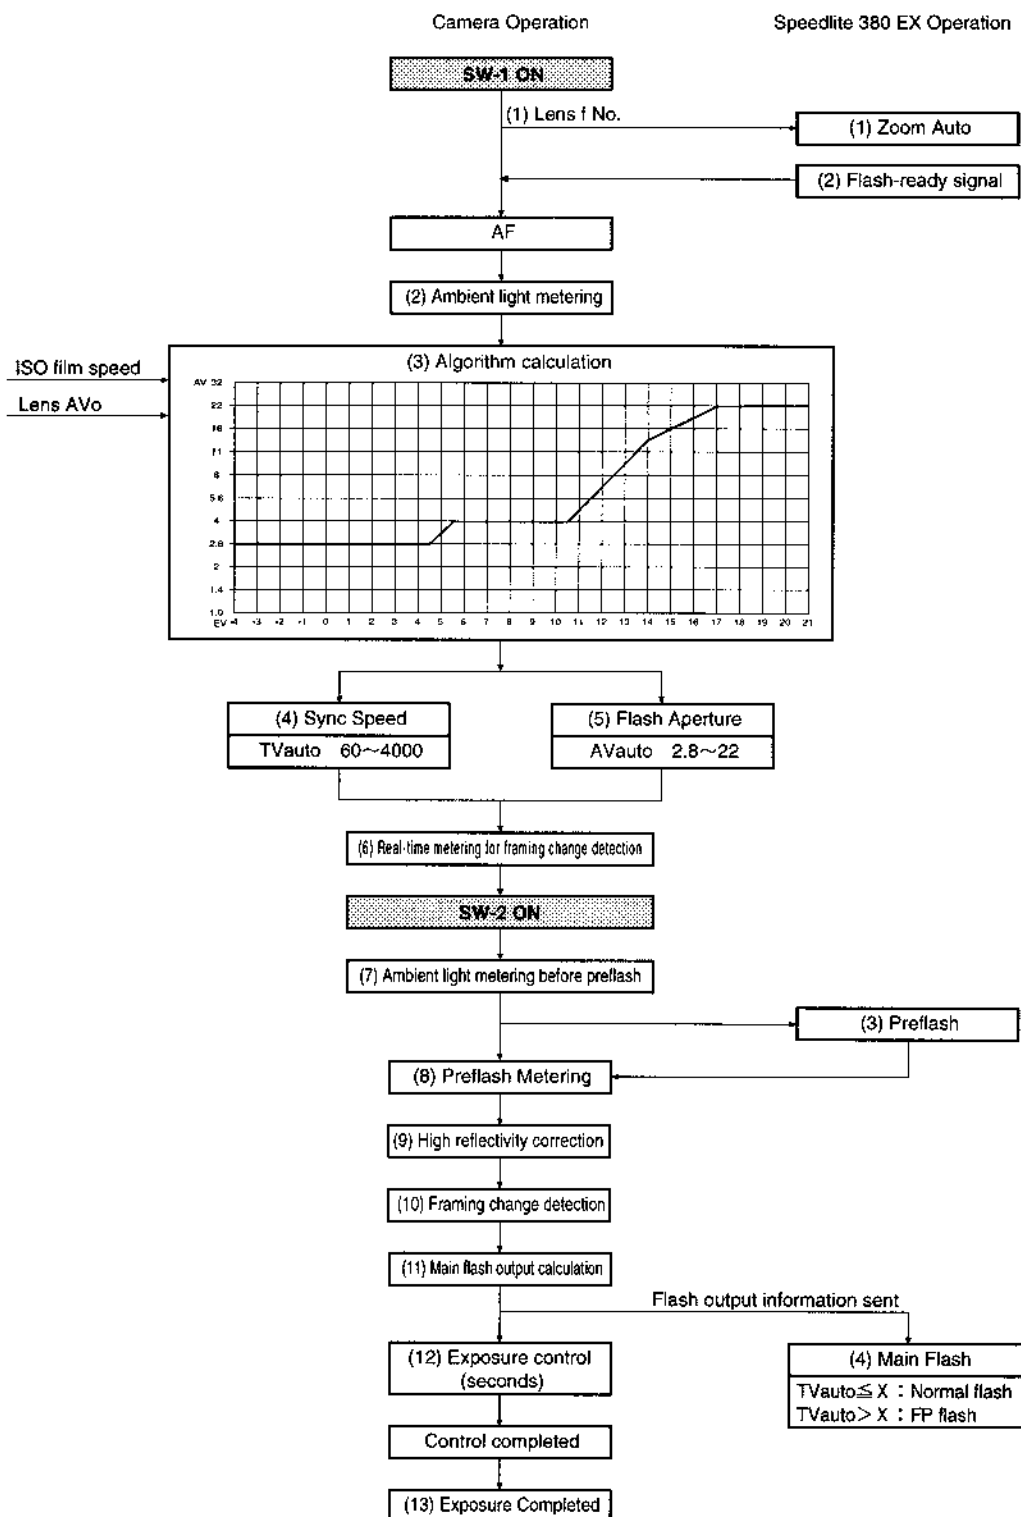 Camera Operation
Speedlite 380 EX Operation
SW-1 ON
(1) Lens f No.
(1) Zoom Auto
(2) Flash-ready signal
AF
(2) Ambient light metering
ISO film speed
Lens AVo
(3) Algorithm calculation
AV 32
22
16
11
8
5.6
4
2.8
2
1.4
1.0
EV -4 -3 -2 -1 0 1 2 3 4 5 6 7 8 9 10 11 12 13 14 15 16 17 18 19 20 21
(4) Sync Speed
TVauto 60～4000
(5) Flash Aperture
AVauto 2.8～22
(6) Real-time metering for framing change detection
SW-2 ON
(7) Ambient light metering before preflash
(3) Preflash
(8) Preflash Metering
(9) High reflectivity correction
(10) Framing change detection
(11) Main flash output calculation
Flash output information sent
(12) Exposure control
(seconds)
(4) Main Flash
TVauto≦X : Normal flash
TVauto＞X : FP flash
Control completed
(13) Exposure Completed